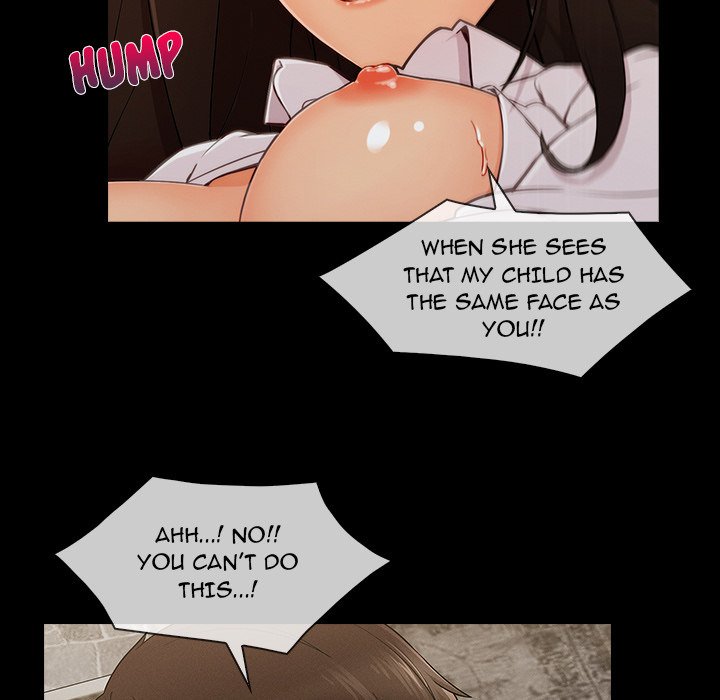 HUMP
WHEN SHE SEES
THAT MY CHILD HAS
THE SAME FACE AS
YOU!!
AHH...! NO!!
YOU CAN'T DO
THIS...!